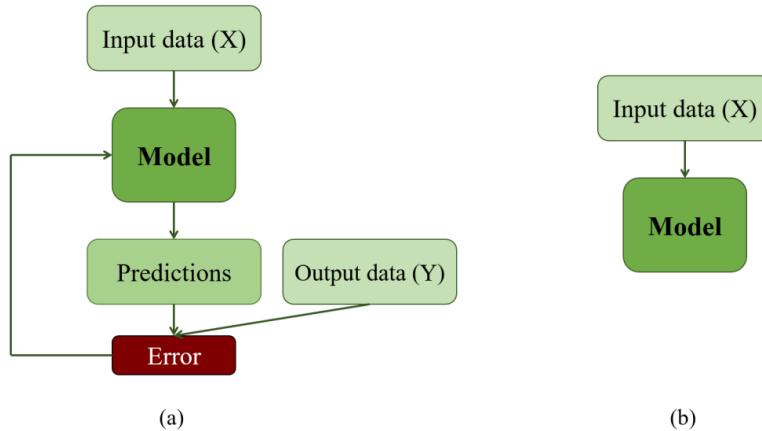 Input data (X)
Model
Predictions
Output data (Y)
Error
(a)
Input data (X)
Model
(b)